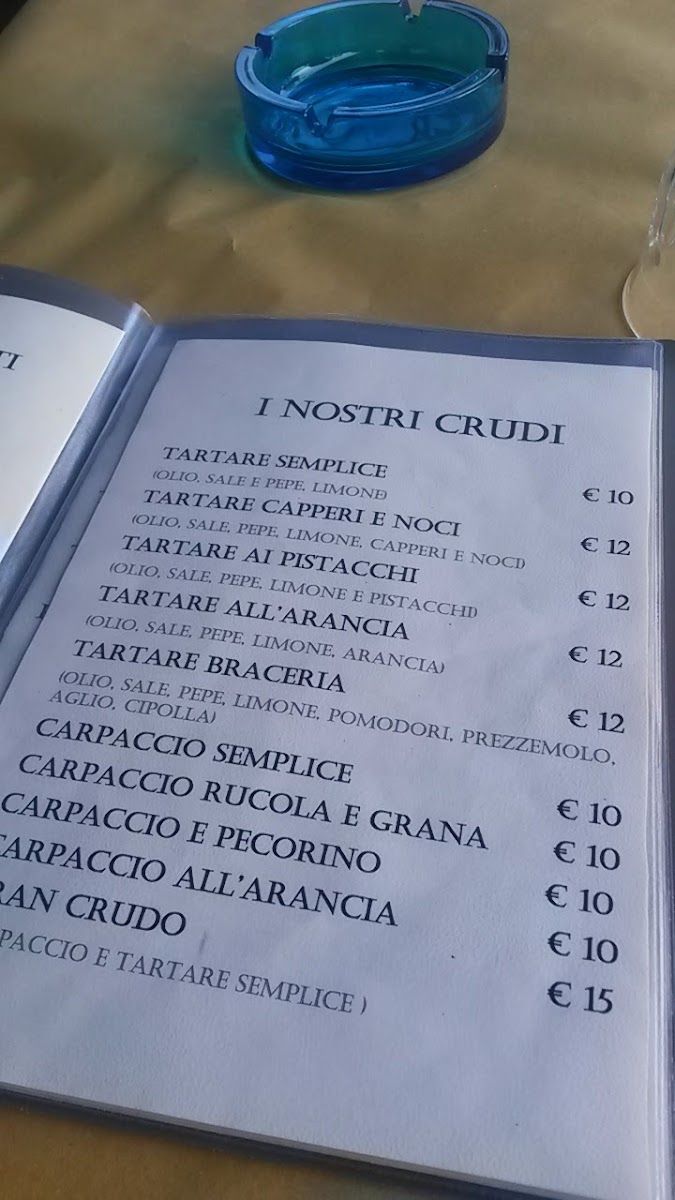 TI
I NOSTRI CRUDI
TARTARE SEMPLICE € 10
(OLIO, SALE E PEPE, LIMONE)
TARTARE CAPPERI E NOCI € 12
(OLIO, SALE, PEPE, LIMONE, CAPPERI E NOCI)
TARTARE AI PISTACCHI € 12
(OLIO, SALE, PEPE, LIMONE E PISTACCHI)
TARTARE ALL'ARANCIA € 12
(OLIO, SALE, PEPE, LIMONE, ARANCIA)
TARTARE BRACERIA € 12
(OLIO, SALE, PEPE, LIMONE, POMODORI, PREZZEMOLO,
AGLIO, CIPOLLA)
CARPACCIO SEMPLICE € 10
CARPACCIO RUCOLA E GRANA € 10
CARPACCIO E PECORINO € 10
CARPACCIO ALL'ARANCIA € 10
RAN CRUDO € 15
PACCIO E TARTARE SEMPLICE )